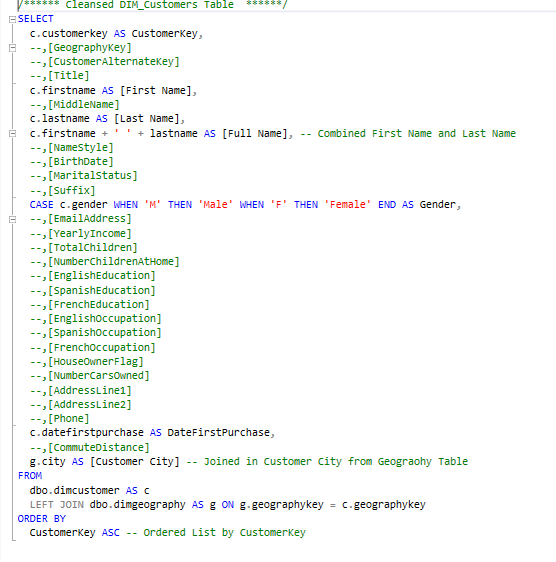 /****** Cleansed DIM_Customers Table  ******/
SELECT
c.customerkey AS CustomerKey,
--,[GeographyKey]
--,[CustomerAlternateKey]
--,[Title]
c.firstname AS [First Name],
--,[MiddleName]
c.lastname AS [Last Name],
c.firstname + ' ' + lastname AS [Full Name], -- Combined First Name and Last Name
--,[NameStyle]
--,[BirthDate]
--,[MaritalStatus]
--,[Suffix]
CASE c.gender WHEN 'M' THEN 'Male' WHEN 'F' THEN 'Female' END AS Gender,
--,[EmailAddress]
--,[YearlyIncome]
--,[TotalChildren]
--,[NumberChildrenAtHome]
--,[EnglishEducation]
--,[SpanishEducation]
--,[FrenchEducation]
--,[EnglishOccupation]
--,[SpanishOccupation]
--,[FrenchOccupation]
--,[HouseOwnerFlag]
--,[NumberCarsOwned]
--,[AddressLine1]
--,[AddressLine2]
--,[Phone]
c.datefirstpurchase AS DateFirstPurchase,
--,[CommuteDistance]
g.city AS [Customer City] -- Joined in Customer City from Geograohy Table
FROM
dbo.dimcustomer AS c
LEFT JOIN dbo.dimgeography AS g ON g.geographykey = c.geographykey
ORDER BY
CustomerKey ASC -- Ordered List by CustomerKey